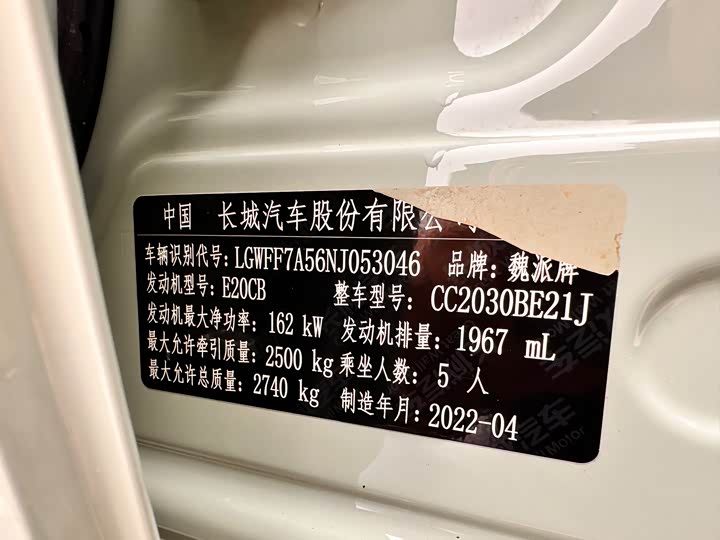 中国 长城汽车股份有限公司
车辆识别代号: LGWFF7A56NJ053046 品牌: 魏派牌
发动机型号: E20CB 整车型号: CC2030BE21J
发动机最大净功率: 162 kW 发动机排量: 1967 mL
最大允许牵引质量: 2500 kg 乘坐人数: 5 人
最大允许总质量: 2740 kg 制造年月: 2022-04